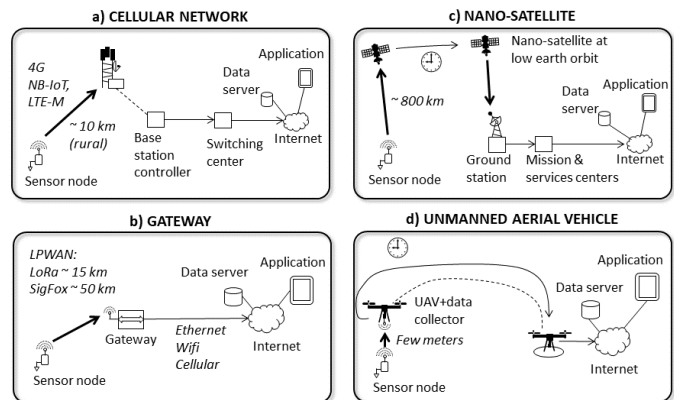 a) CELLULAR NETWORK
4G
NB-IoT,
LTE-M
~ 10 km
(rural)
Sensor node
Base
station
controller
Switching
center
Data
server
Application
Internet
c) NANO-SATELLITE
Nano-satellite at
low earth orbit
~ 800 km
Sensor node
Ground
station
Mission &
services centers
Data
server
Application
Internet
b) GATEWAY
LPWAN:
LoRa ~ 15 km
SigFox ~ 50 km
Sensor node
Gateway
Ethernet
Wifi
Cellular
Data server
Application
Internet
d) UNMANNED AERIAL VEHICLE
UAV+data
collector
Few meters
Sensor node
Data server
Application
Internet